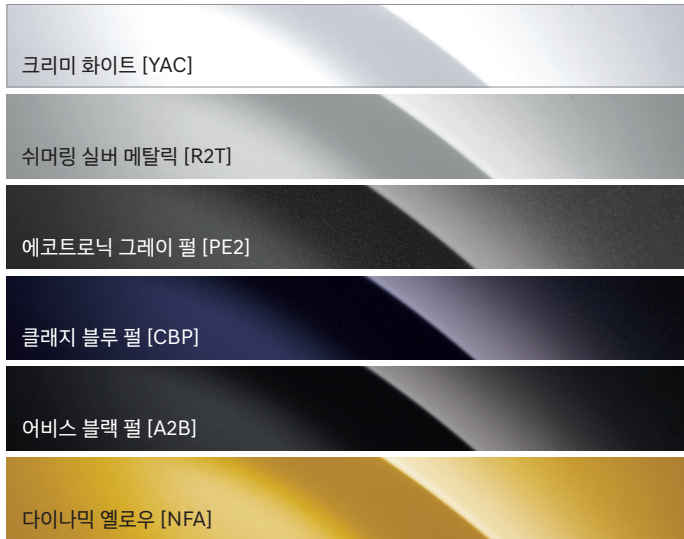 크리미 화이트 [YAC]
쉬머링 실버 메탈릭 [R2T]
에코트로닉 그레이 펄 [PE2]
클래지 블루 펄 [CBP]
어비스 블랙 펄 [A2B]
다이나믹 옐로우 [NFA]